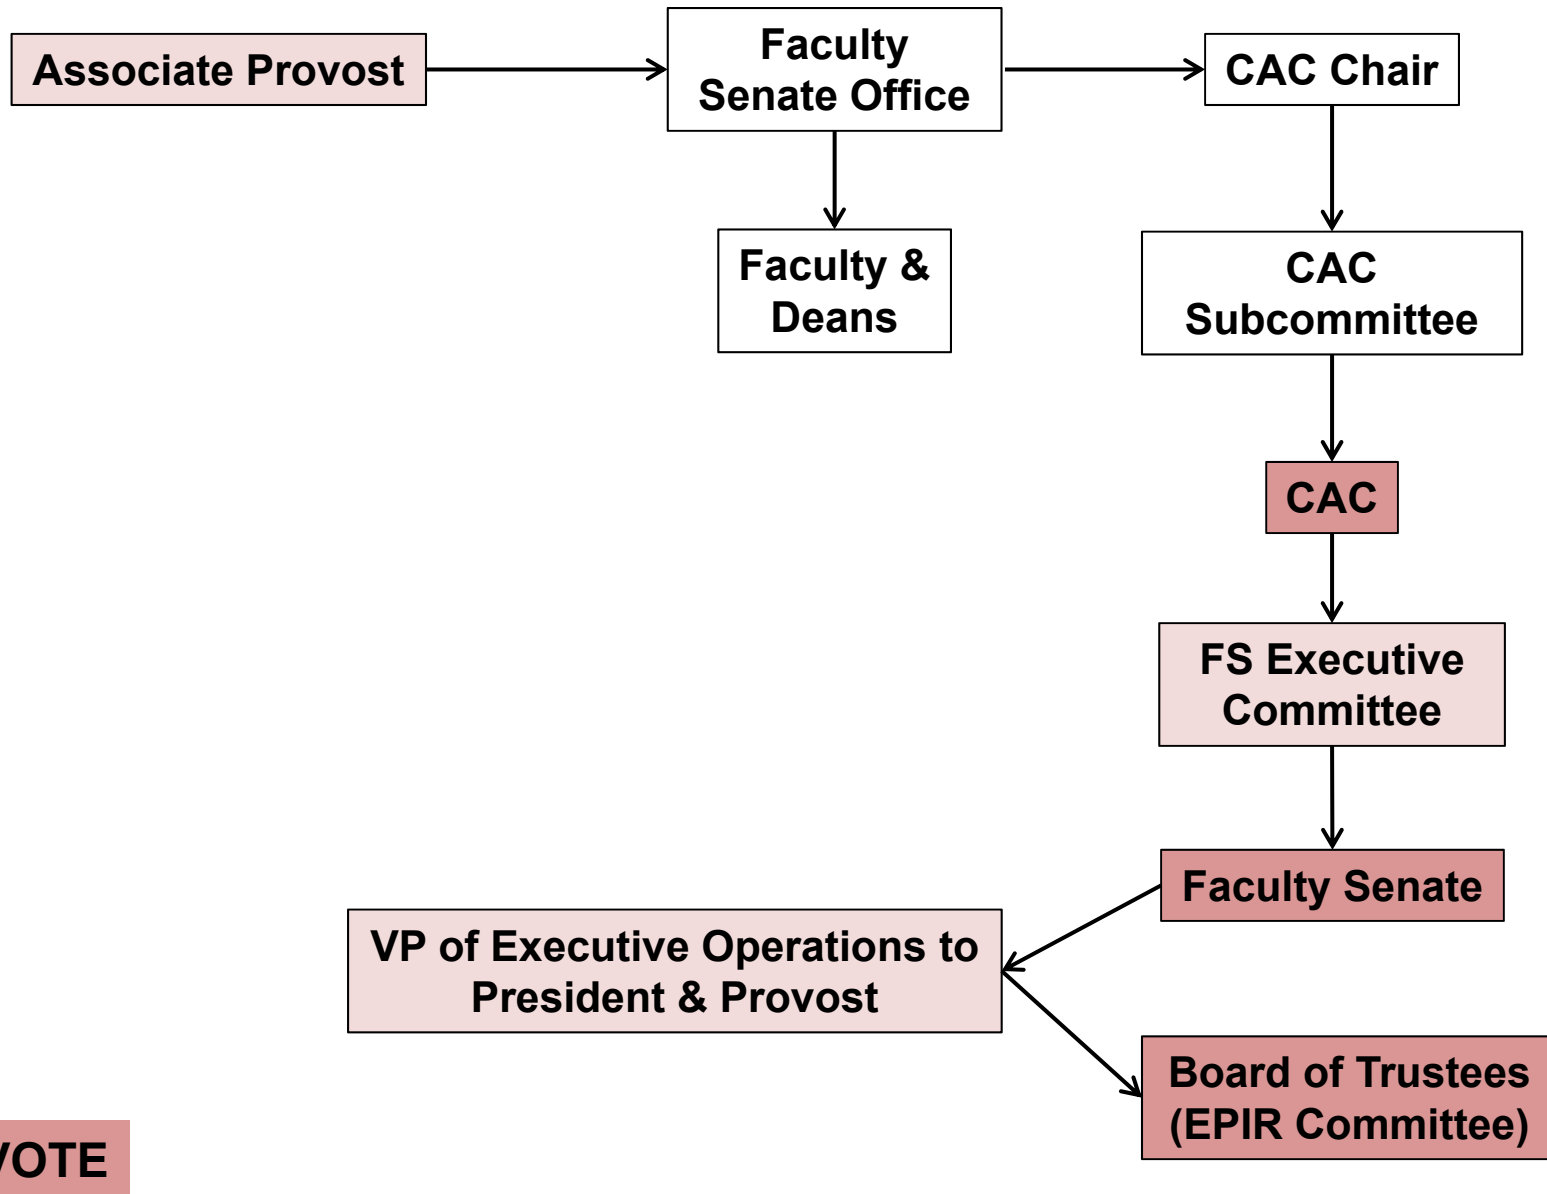 Associate Provost
Faculty
Senate Office
CAC Chair
Faculty &
Deans
CAC
Subcommittee
CAC
FS Executive
Committee
Faculty Senate
VP of Executive Operations to
President & Provost
Board of Trustees
(EPIR Committee)
VOTE